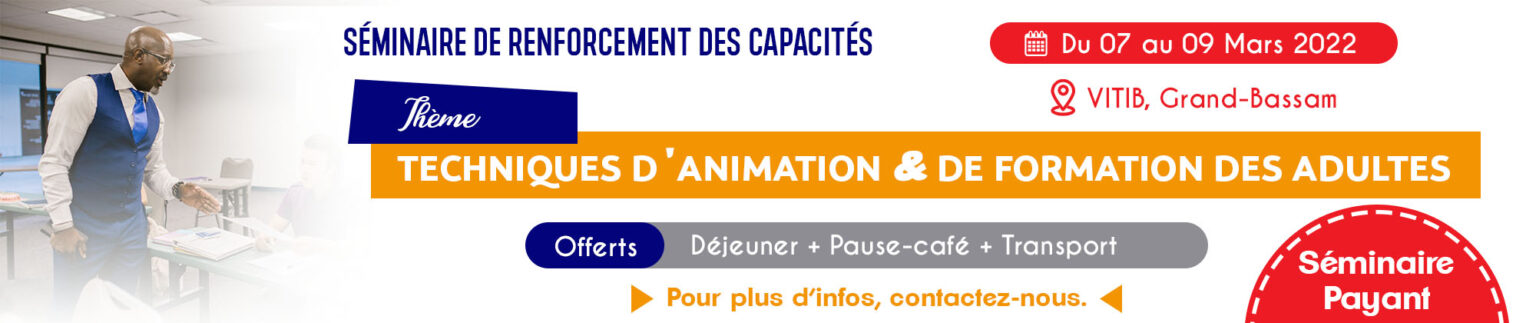 SÉMINAIRE DE RENFORCEMENT DES CAPACITÉS
Du 07 au 09 Mars 2022
VITIB, Grand-Bassam
Thème
TECHNIQUES D'ANIMATION & DE FORMATION DES ADULTES
Offerts
Déjeuner + Pause-café + Transport
Pour plus d'infos, contactez-nous.
Séminaire
Payant